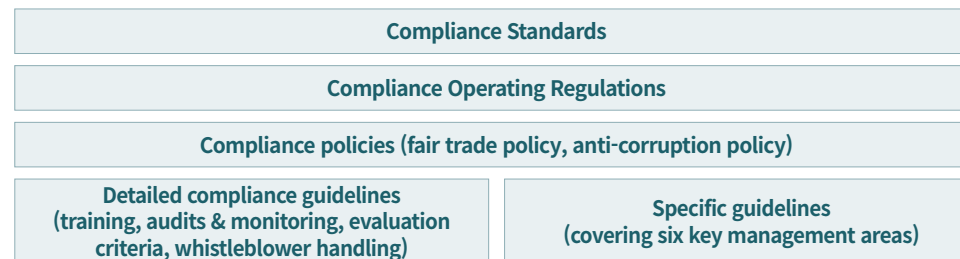 Compliance Standards
Compliance Operating Regulations
Compliance policies (fair trade policy, anti-corruption policy)
Detailed compliance guidelines
(training, audits & monitoring, evaluation
criteria, whistleblower handling)
Specific guidelines
(covering six key management areas)